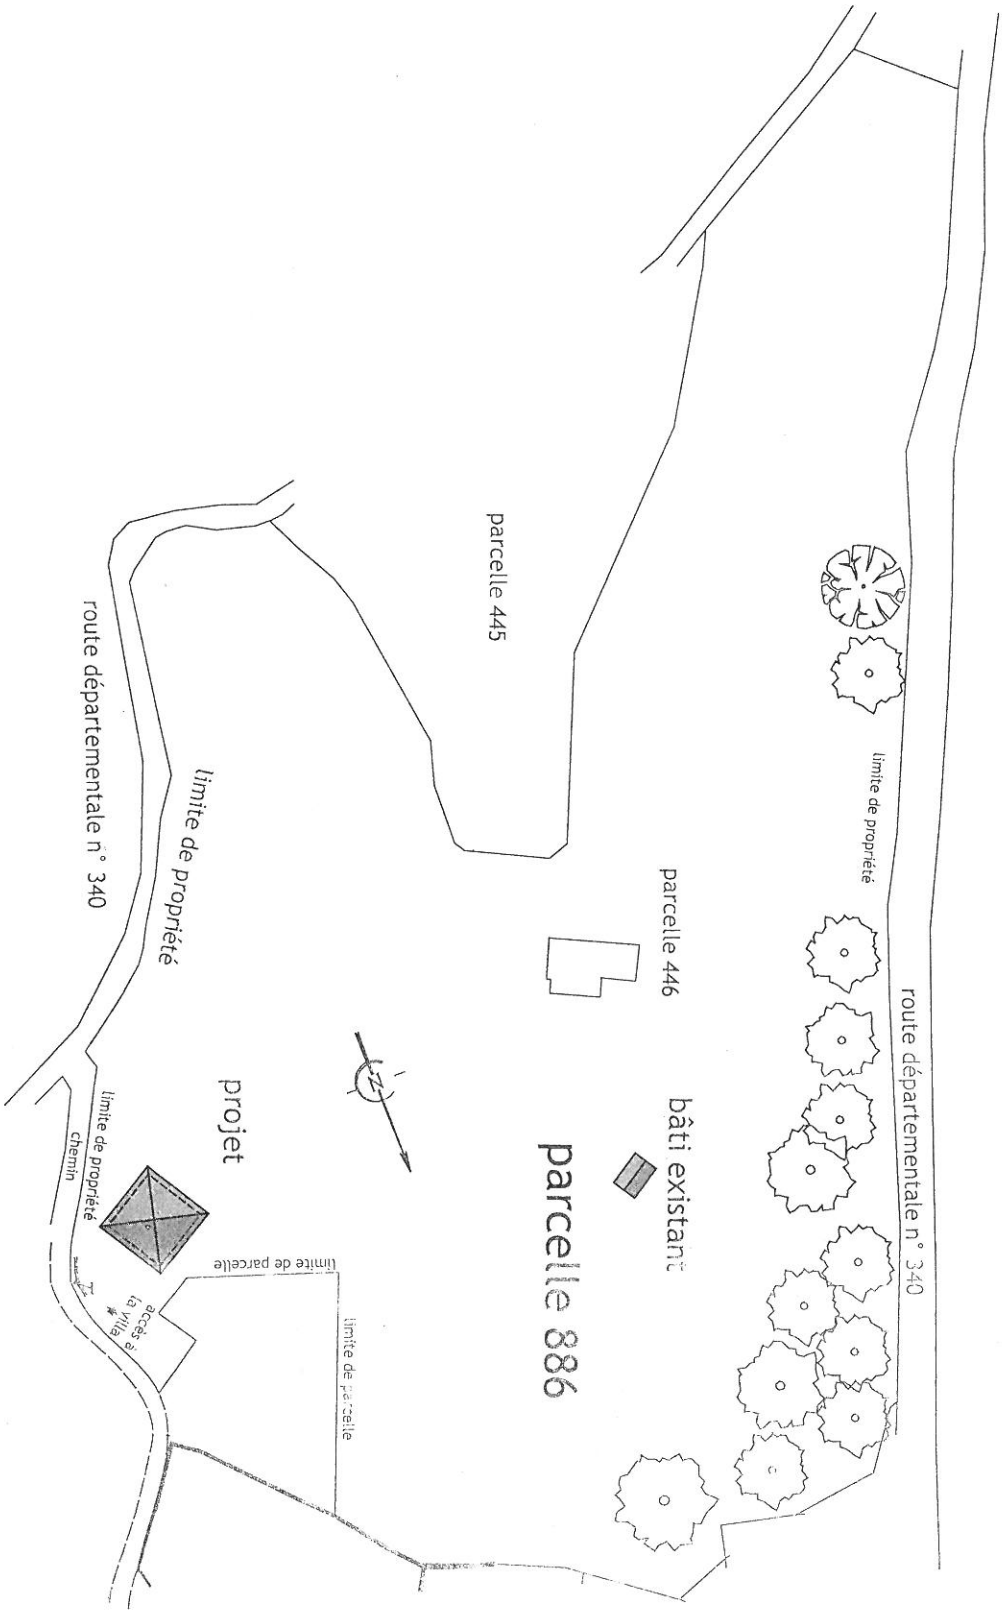 route départementale n° 340
limite de propriété
parcelle 446
bâti existant
parcelle 886
parcelle 445
N
limite de propriété
route départementale n° 340
projet
limite de propriété
chemin
limite de parcelle
limite de parcelle
accès à
la villa